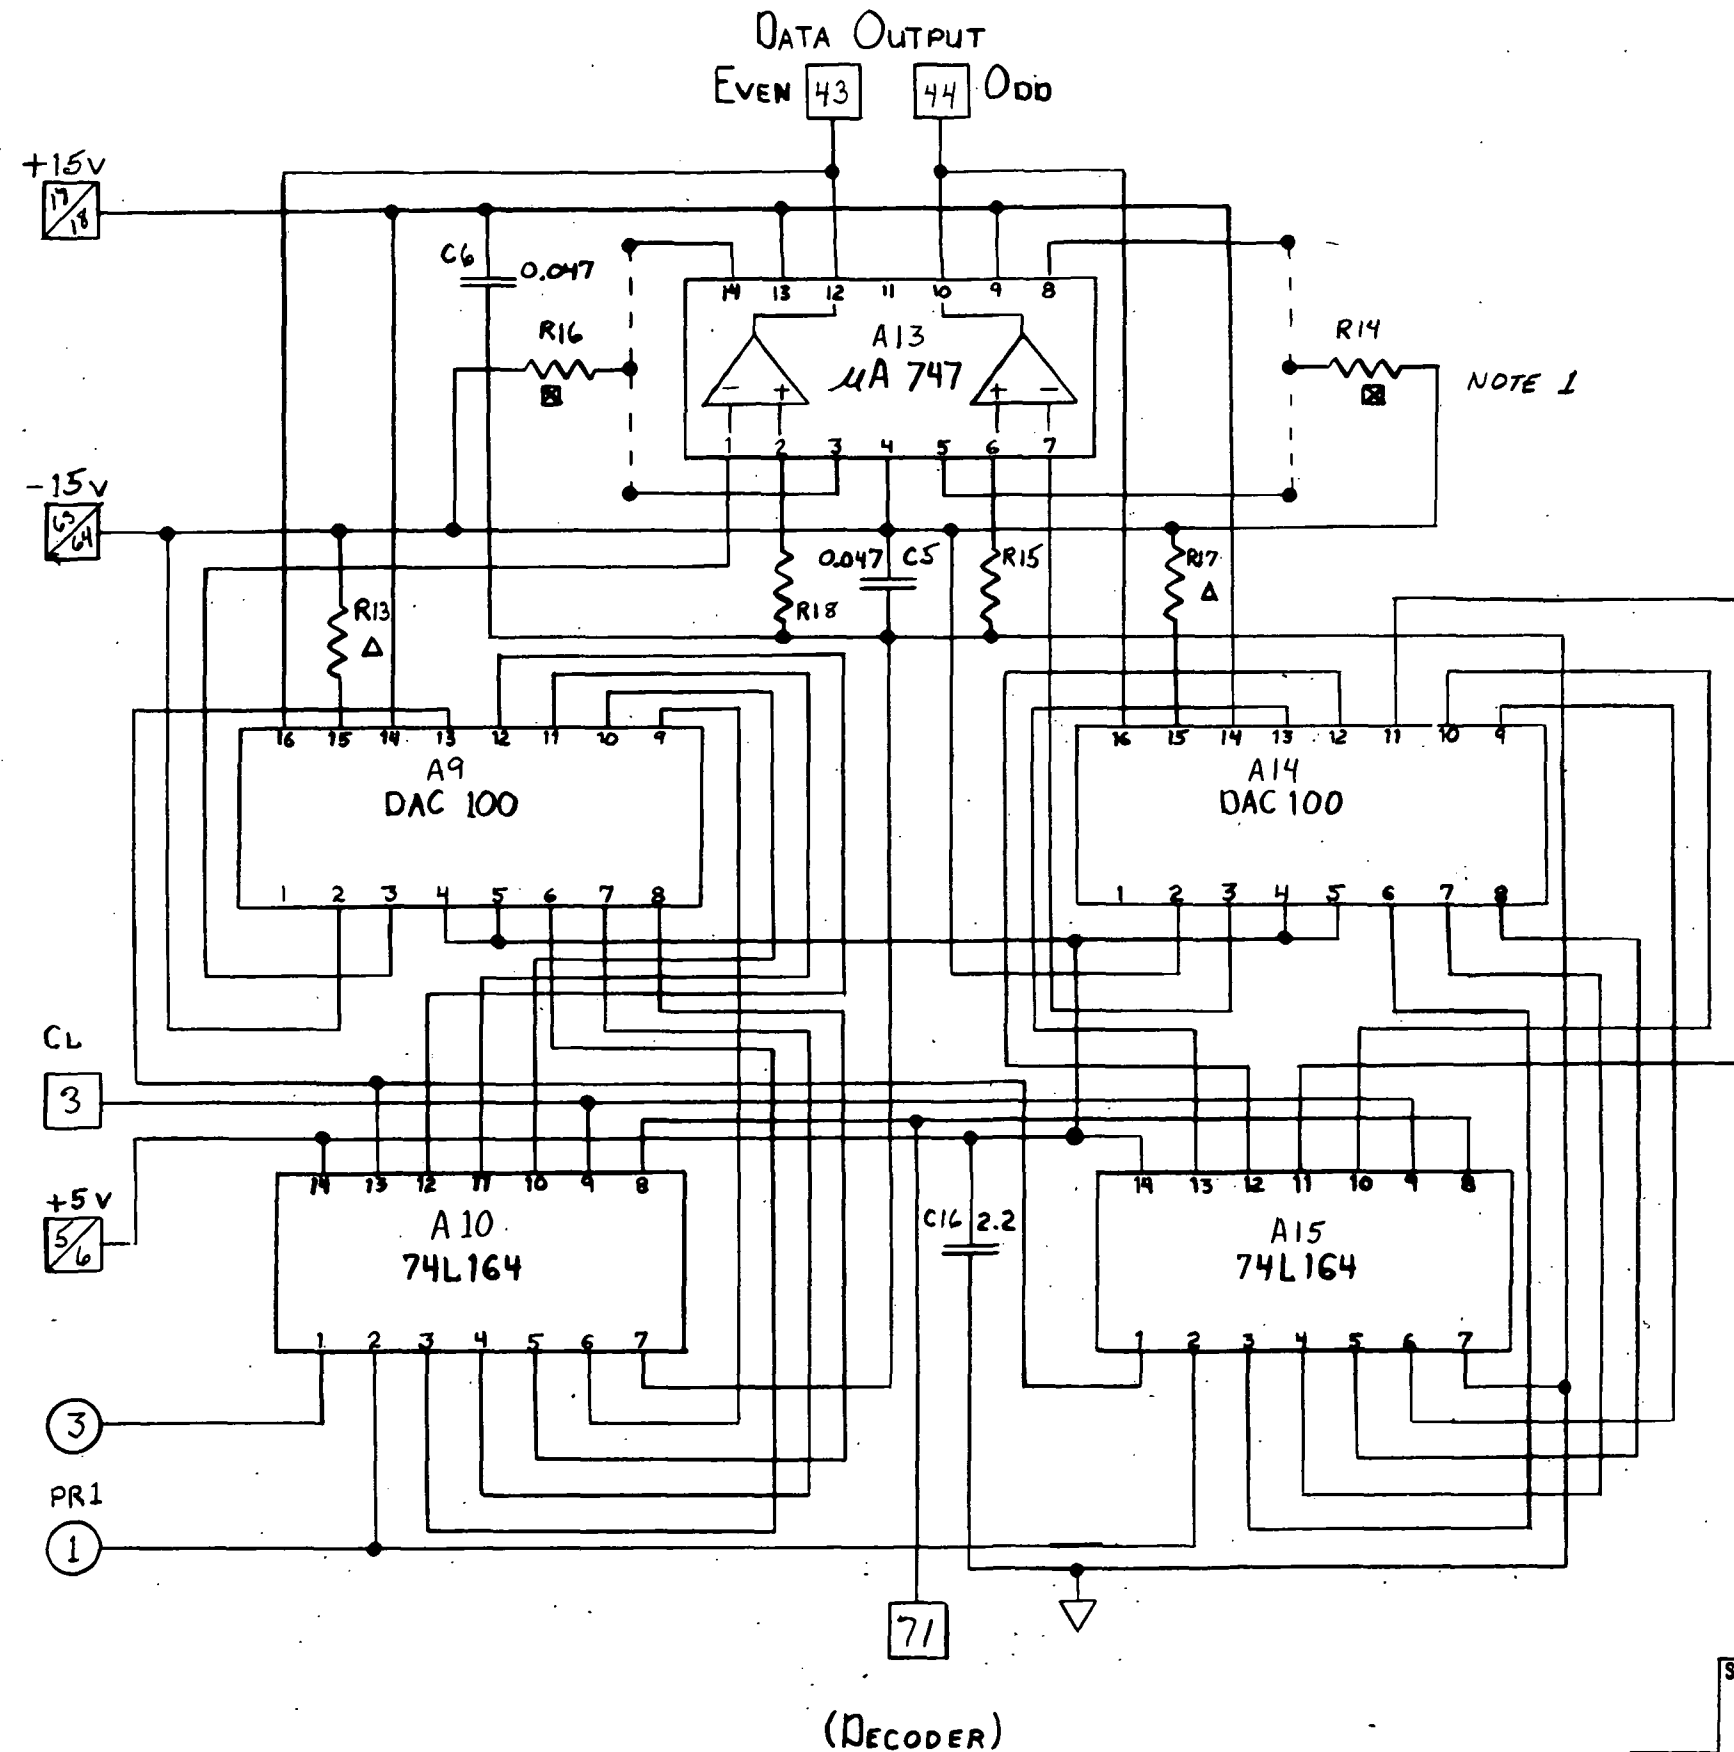 DATA OUTPUT
EVEN 43 44 ODD
+15V
17/18
C6 0.047
14 13 12 11 10 9 8
R16
A13
µA 747
R14
NOTE 1
- + + -
1 2 3 4 5 6 7
-15V
63/64
0.047 C5 R15 R17
Δ
R13 R18
Δ
16 15 14 13 12 11 10 9
16 15 14 13 12 11 10 9
A9
DAC 100
A14
DAC 100
1 2 3 4 5 6 7 8
1 2 3 4 5 6 7 8
CL
3
14 13 12 11 10 9 8
14 13 12 11 10 9 8
+5V
5/6
A10
74L164
C16 2.2
A15
74L164
1 2 3 4 5 6 7
1 2 3 4 5 6 7
3
PR1
1
71
S
(DECODER)